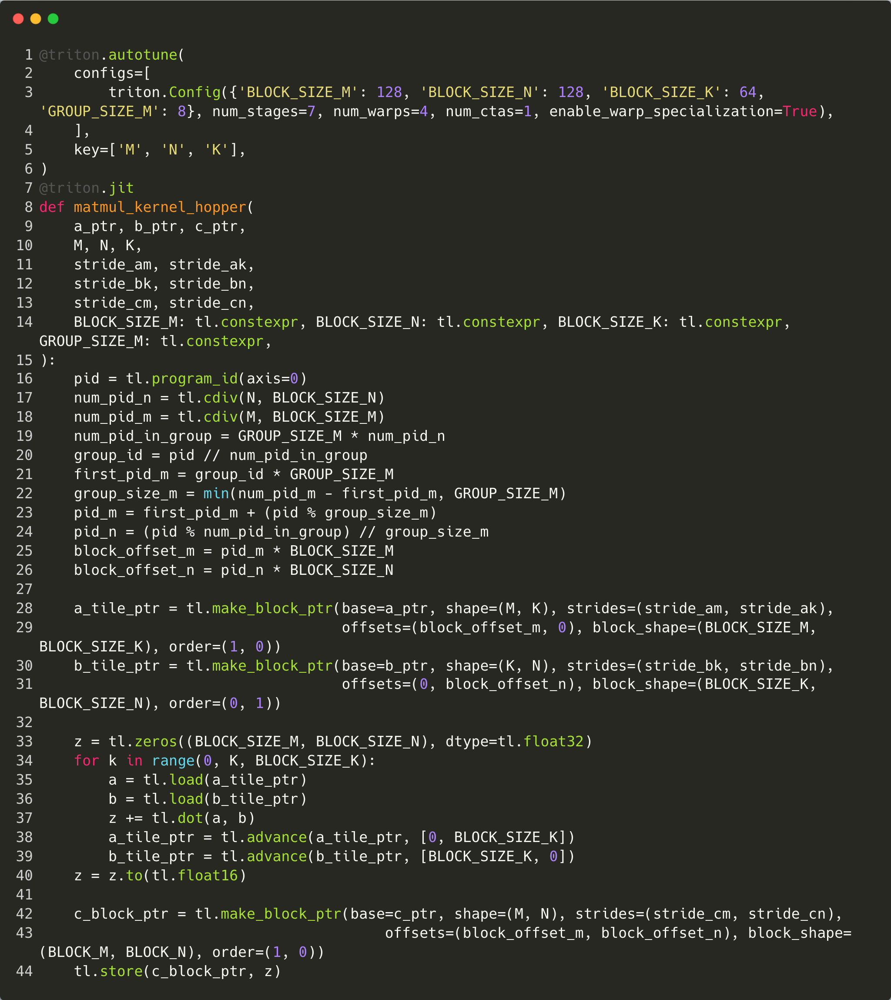 1 @triton.autotune(
2     configs=[
3         triton.Config({'BLOCK_SIZE_M': 128, 'BLOCK_SIZE_N': 128, 'BLOCK_SIZE_K': 64,
'GROUP_SIZE_M': 8}, num_stages=7, num_warps=4, num_ctas=1, enable_warp_specialization=True),
4     ],
5     key=['M', 'N', 'K'],
6 )
7 @triton.jit
8 def matmul_kernel_hopper(
9     a_ptr, b_ptr, c_ptr,
10     M, N, K,
11     stride_am, stride_ak,
12     stride_bk, stride_bn,
13     stride_cm, stride_cn,
14     BLOCK_SIZE_M: tl.constexpr, BLOCK_SIZE_N: tl.constexpr, BLOCK_SIZE_K: tl.constexpr,
GROUP_SIZE_M: tl.constexpr,
15 ):
16     pid = tl.program_id(axis=0)
17     num_pid_n = tl.cdiv(N, BLOCK_SIZE_N)
18     num_pid_m = tl.cdiv(M, BLOCK_SIZE_M)
19     num_pid_in_group = GROUP_SIZE_M * num_pid_n
20     group_id = pid // num_pid_in_group
21     first_pid_m = group_id * GROUP_SIZE_M
22     group_size_m = min(num_pid_m - first_pid_m, GROUP_SIZE_M)
23     pid_m = first_pid_m + (pid % group_size_m)
24     pid_n = (pid % num_pid_in_group) // group_size_m
25     block_offset_m = pid_m * BLOCK_SIZE_M
26     block_offset_n = pid_n * BLOCK_SIZE_N
27
28     a_tile_ptr = tl.make_block_ptr(base=a_ptr, shape=(M, K), strides=(stride_am, stride_ak),
29                                    offsets=(block_offset_m, 0), block_shape=(BLOCK_SIZE_M,
BLOCK_SIZE_K), order=(1, 0))
30     b_tile_ptr = tl.make_block_ptr(base=b_ptr, shape=(K, N), strides=(stride_bk, stride_bn),
31                                    offsets=(0, block_offset_n), block_shape=(BLOCK_SIZE_K,
BLOCK_SIZE_N), order=(0, 1))
32
33     z = tl.zeros((BLOCK_SIZE_M, BLOCK_SIZE_N), dtype=tl.float32)
34     for k in range(0, K, BLOCK_SIZE_K):
35         a = tl.load(a_tile_ptr)
36         b = tl.load(b_tile_ptr)
37         z += tl.dot(a, b)
38         a_tile_ptr = tl.advance(a_tile_ptr, [0, BLOCK_SIZE_K])
39         b_tile_ptr = tl.advance(b_tile_ptr, [BLOCK_SIZE_K, 0])
40     z = z.to(tl.float16)
41
42     c_block_ptr = tl.make_block_ptr(base=c_ptr, shape=(M, N), strides=(stride_cm, stride_cn),
43                                         offsets=(block_offset_m, block_offset_n), block_shape=
(BLOCK_M, BLOCK_N), order=(1, 0))
44     tl.store(c_block_ptr, z)